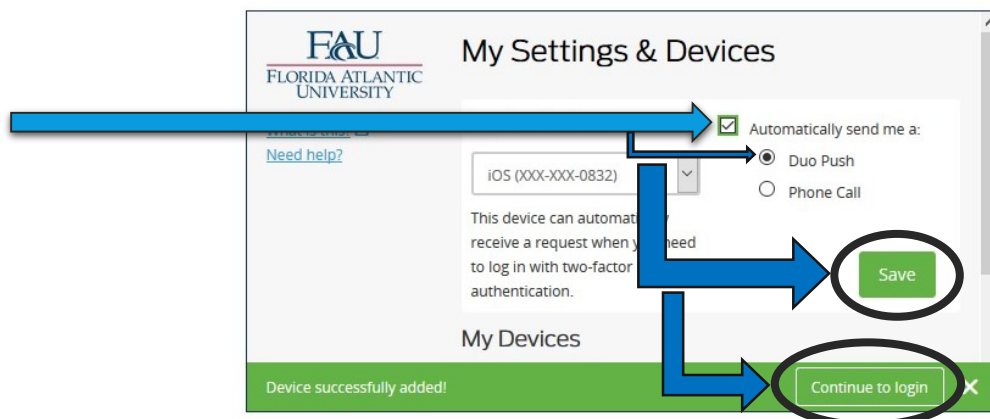 FAU
FLORIDA ATLANTIC
UNIVERSITY
My Settings & Devices
Need help?
Automatically send me a:
Duo Push
Phone Call
iOS (XXX-XXX-0832)
This device can
receive a request when
to log in with two-factor
authentication.
Save
My Devices
Device successfully added!
Continue to login